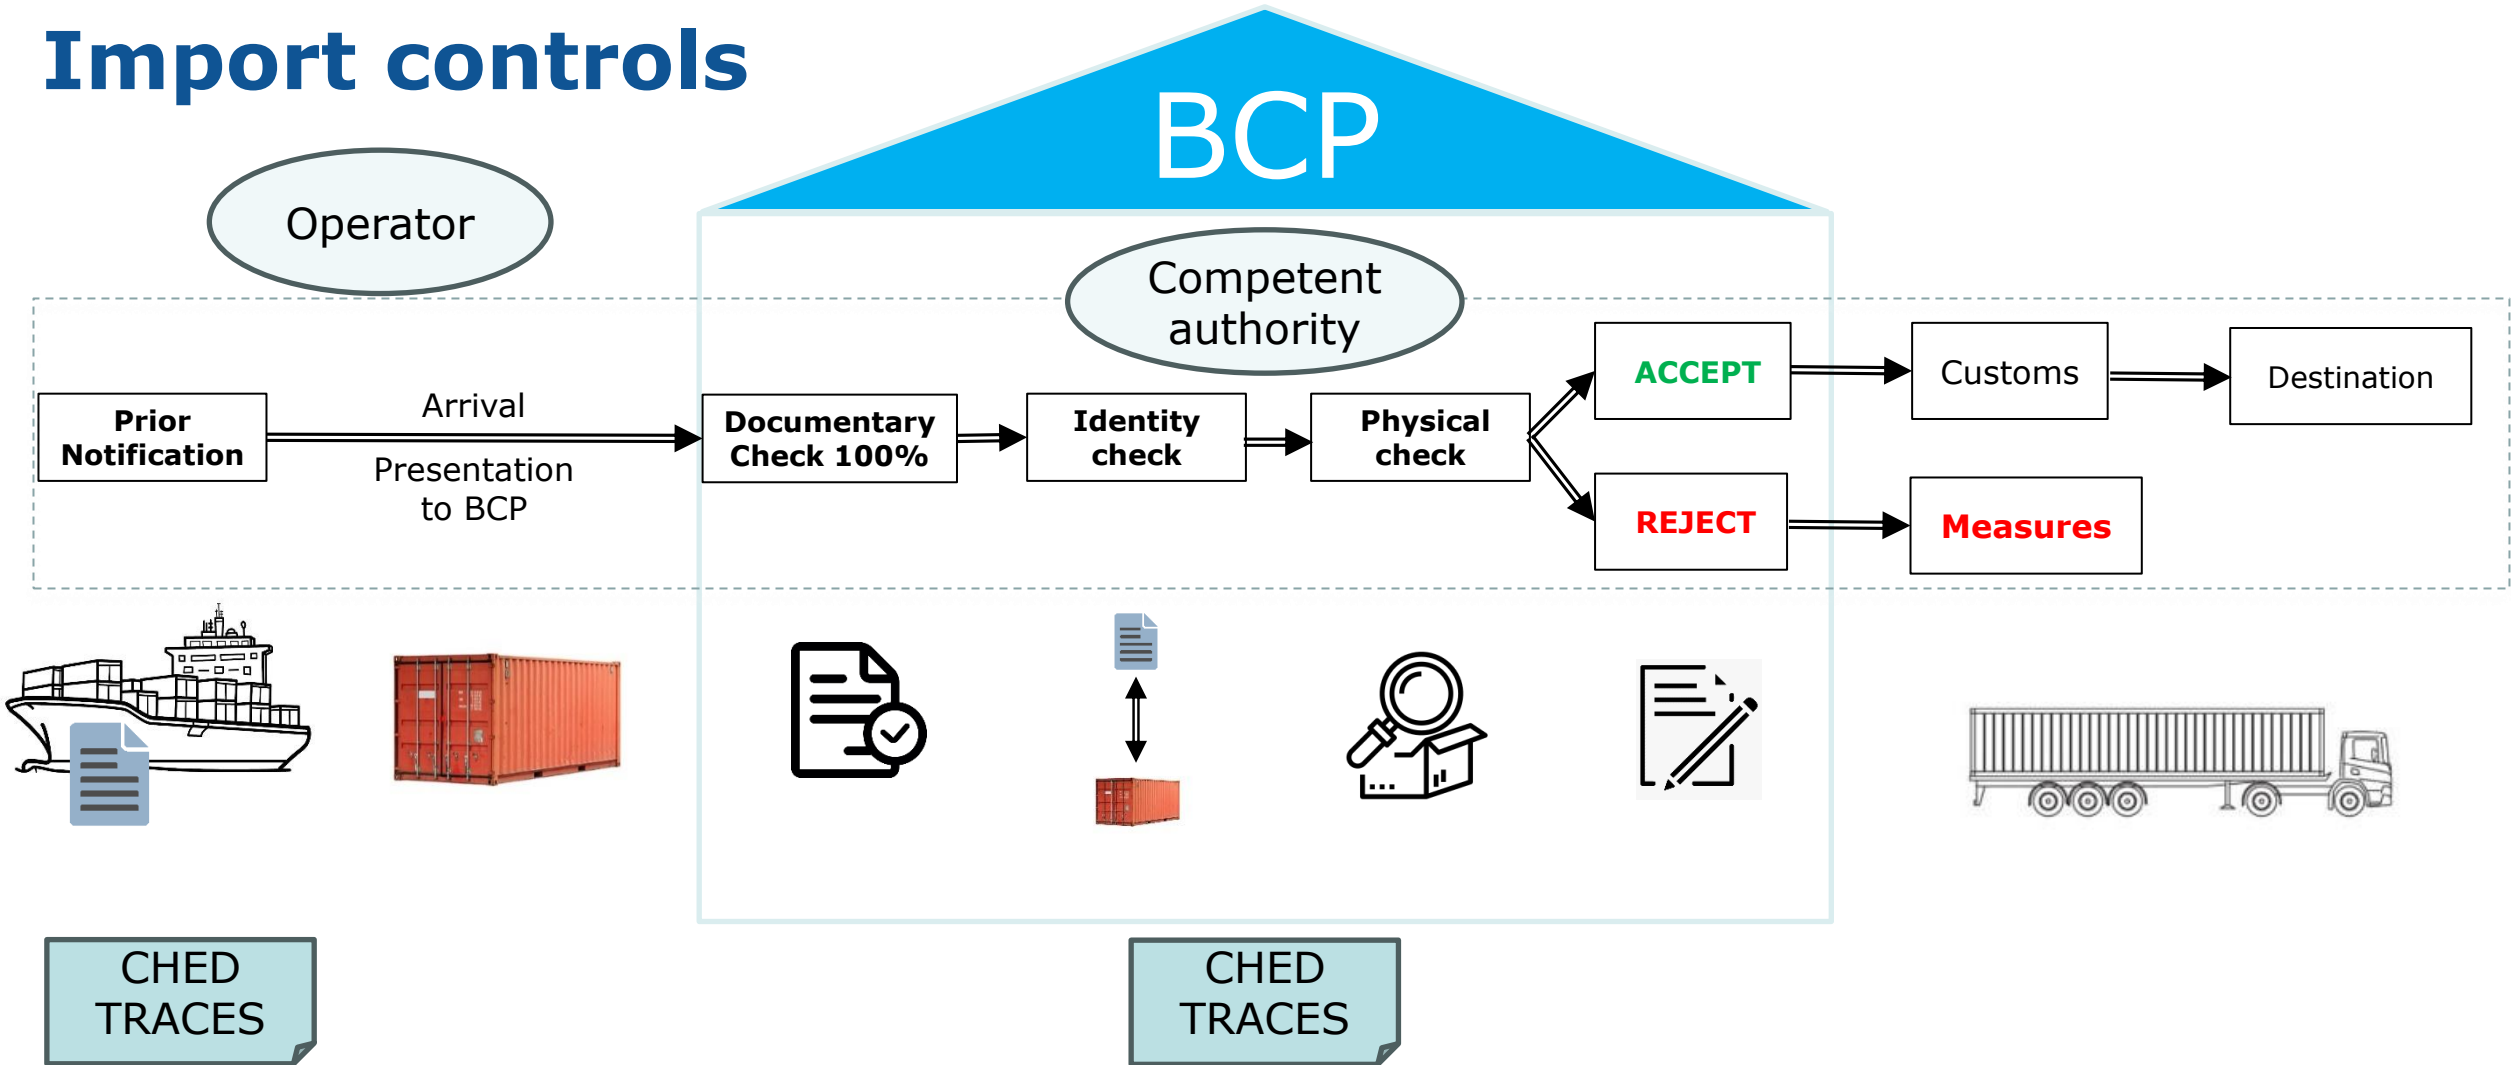 Import controls
BCP
Operator
Competent
authority
Prior
Notification
Arrival
Presentation
to BCP
Documentary
Check 100%
Identity
check
Physical
check
ACCEPT
Customs
Destination
REJECT
Measures
CHED
TRACES
CHED
TRACES